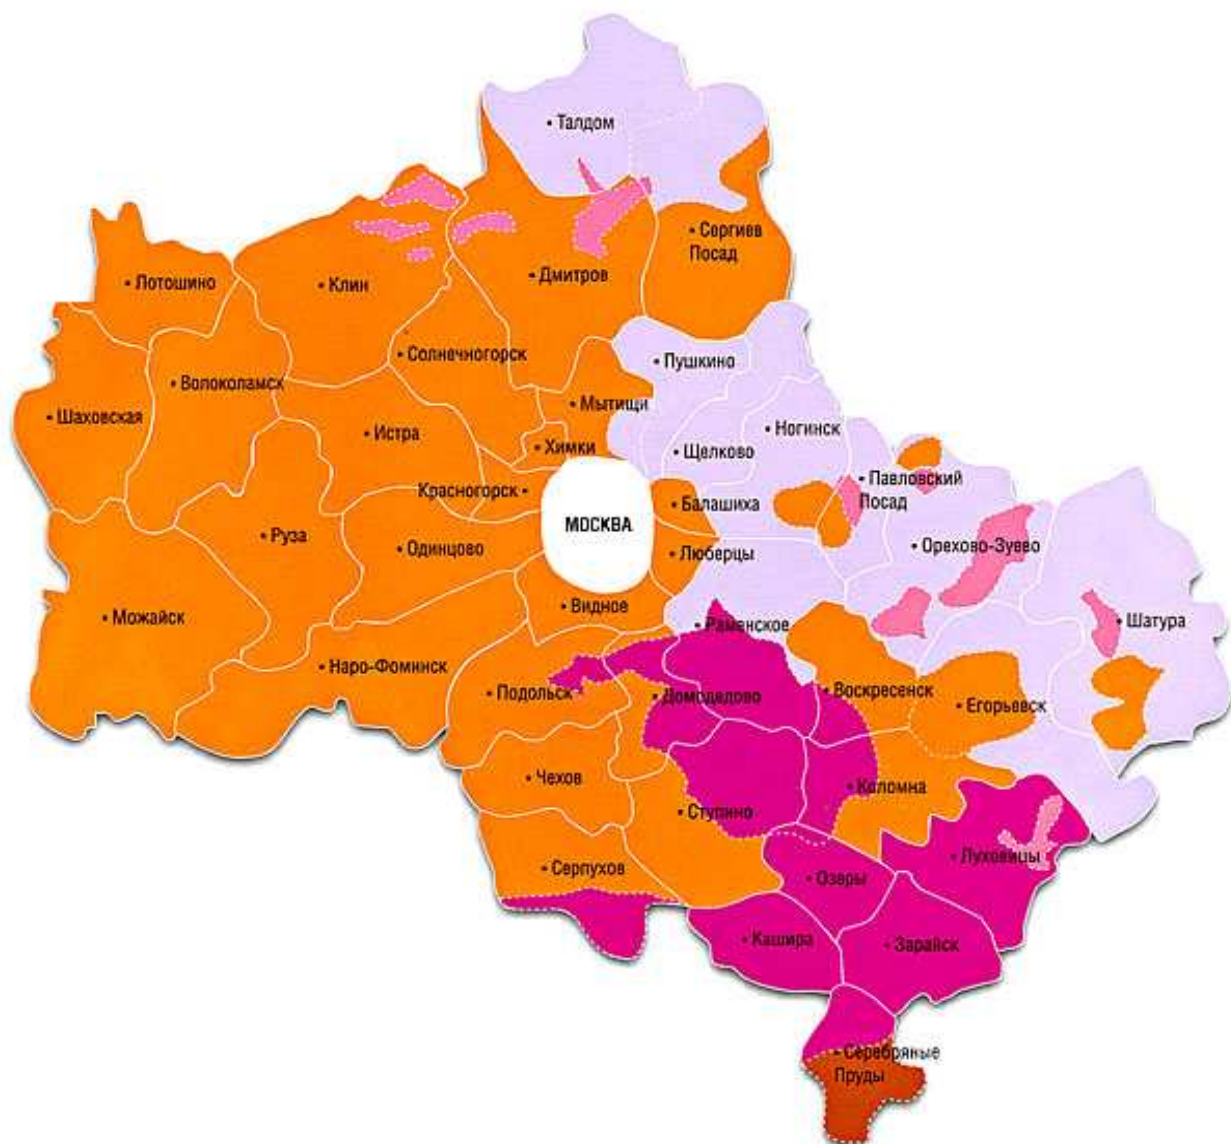 Талдом
Сергиев
Посад
Лотошино
Клин
Дмитров
Солнечногорск
Пушкино
Волоколамск
Шаховская
Мытищи
Истра
Химки
Щелково
Ногинск
Красногорск
Балашиха
Павловский
Посад
МОСКВА
Руза
Одинцово
Люберцы
Орехово-Зуево
Можайск
Видное
Раменское
Шатура
Наро-Фоминск
Подольск
Домодедово
Воскресенск
Егорьевск
Чехов
Ступино
Коломна
Серпухов
Озеры
Луховицы
Кашира
Зарайск
Серебряные
Пруды